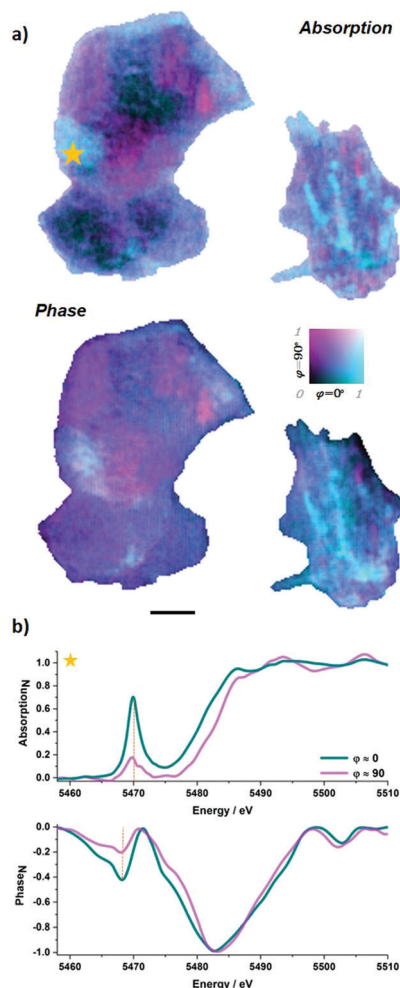 a)
Absorption
Phase
1
φ=90°
0 φ=0° 1
b)
Absorption_N
1.0
0.8
0.6
0.4
0.2
0.0
φ ≈ 0
φ ≈ 90
5460 5470 5480 5490 5500 5510
Energy / eV
Phase_N
0.0
-0.2
-0.4
-0.6
-0.8
-1.0
5460 5470 5480 5490 5500 5510
Energy / eV